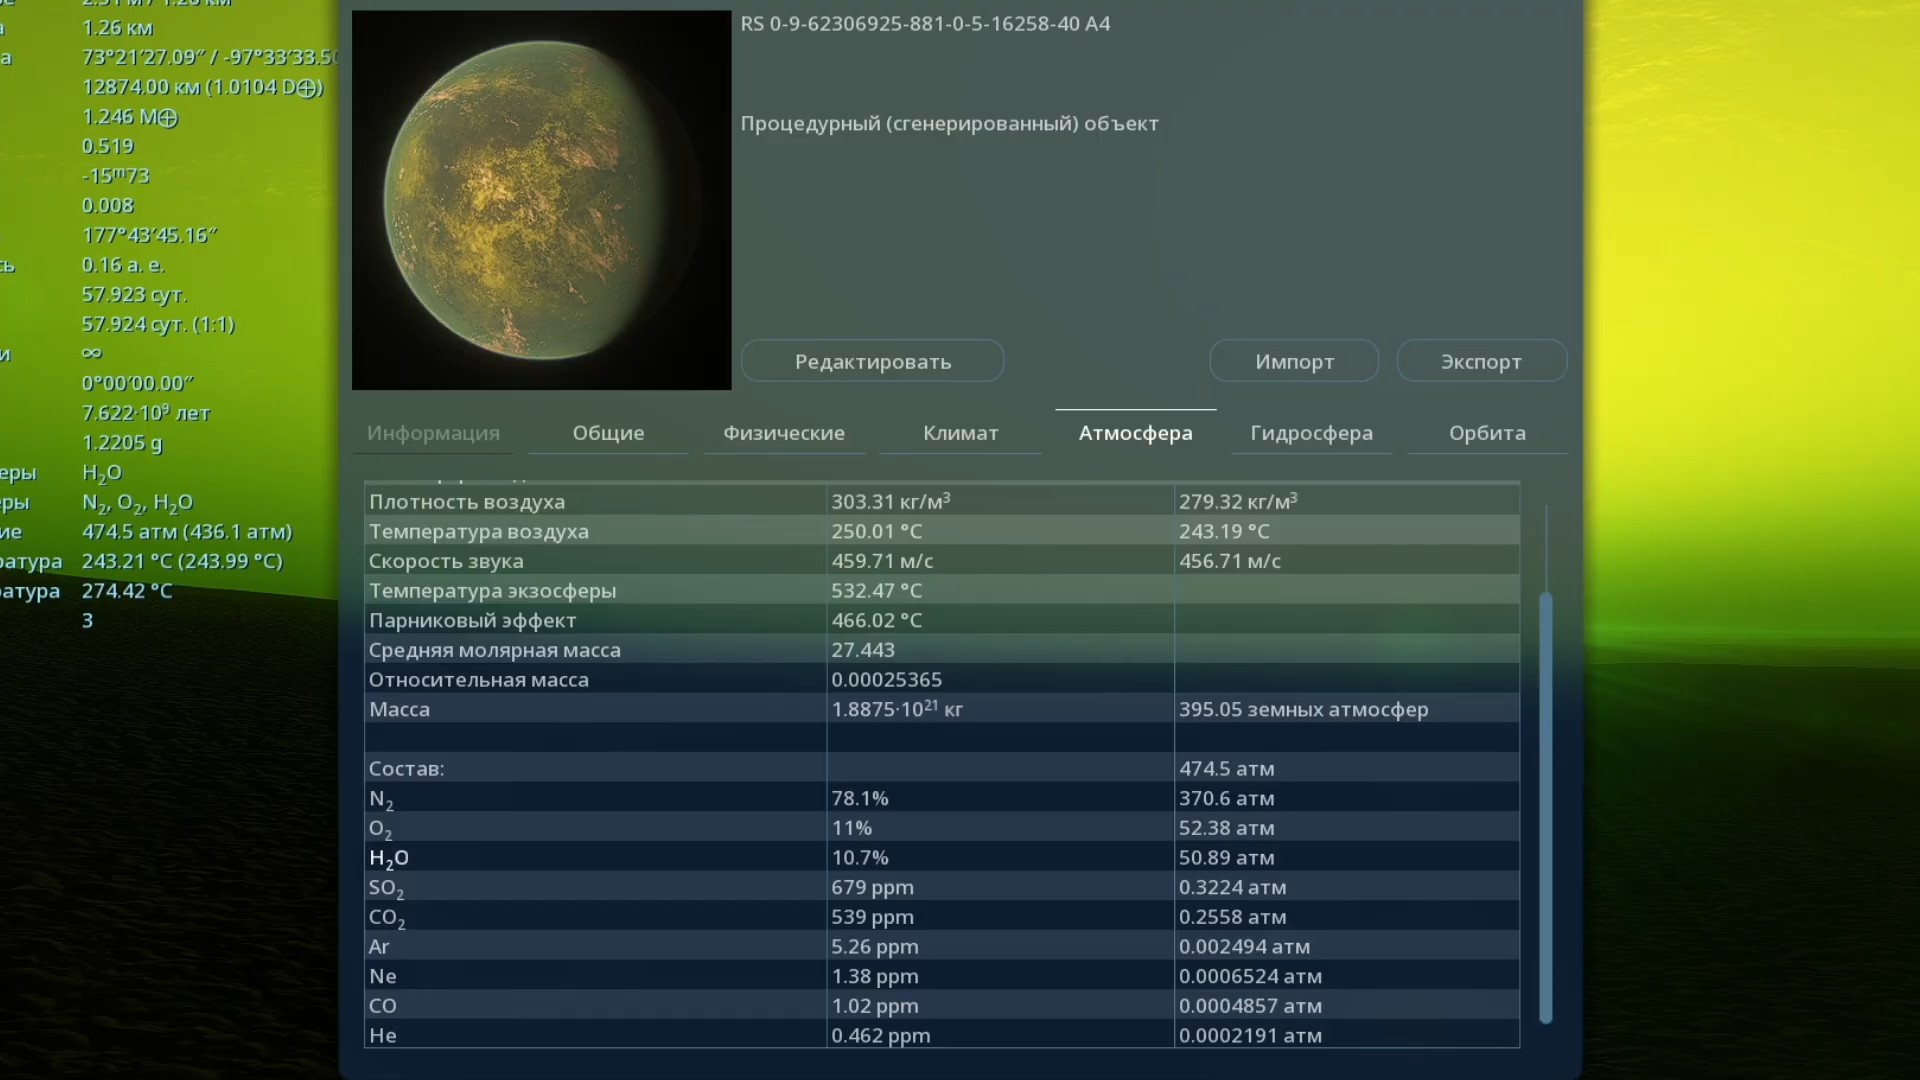 1.26 км
73°21′27.09″ / -97°33′33.5
12874.00 км (1.0104 D⊕)
1.246 M⊕
0.519
-15ᵐ73
0.008
177°43′45.16″
0.16 а. е.
57.923 сут.
57.924 сут. (1:1)
∞
0°00′00.00″
7.622·10⁹ лет
1.2205 g
еры H₂O
еры N₂, O₂, H₂O
ие 474.5 атм (436.1 атм)
ратура 243.21 °C (243.99 °C)
атура 274.42 °C
3
RS 0-9-62306925-881-0-5-16258-40 A4
Процедурный (сгенерированный) объект
Редактировать Импорт Экспорт
Информация Общие Физические Климат Атмосфера Гидросфера Орбита
Плотность воздуха 303.31 кг/м³ 279.32 кг/м³
Температура воздуха 250.01 °C 243.19 °C
Скорость звука 459.71 м/с 456.71 м/с
Температура экзосферы 532.47 °C
Парниковый эффект 466.02 °C
Средняя молярная масса 27.443
Относительная масса 0.00025365
Масса 1.8875·10²¹ кг 395.05 земных атмосфер
Состав: 474.5 атм
N₂ 78.1% 370.6 атм
O₂ 11% 52.38 атм
H₂O 10.7% 50.89 атм
SO₂ 679 ppm 0.3224 атм
CO₂ 539 ppm 0.2558 атм
Ar 5.26 ppm 0.002494 атм
Ne 1.38 ppm 0.0006524 атм
CO 1.02 ppm 0.0004857 атм
He 0.462 ppm 0.0002191 атм